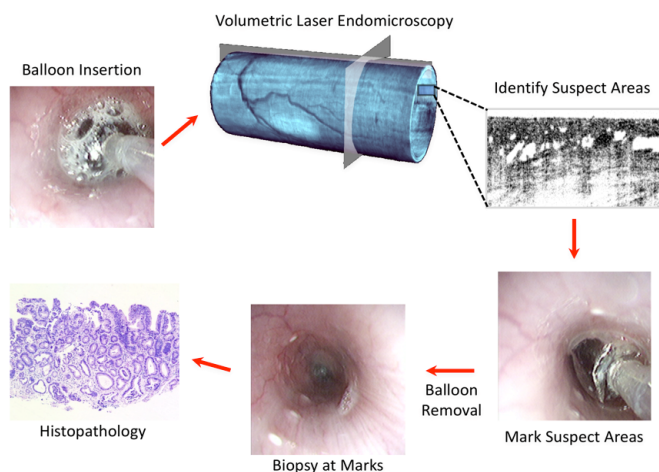 Volumetric Laser Endomicroscopy
Balloon Insertion
Identify Suspect Areas
Mark Suspect Areas
Balloon
Removal
Biopsy at Marks
Histopathology